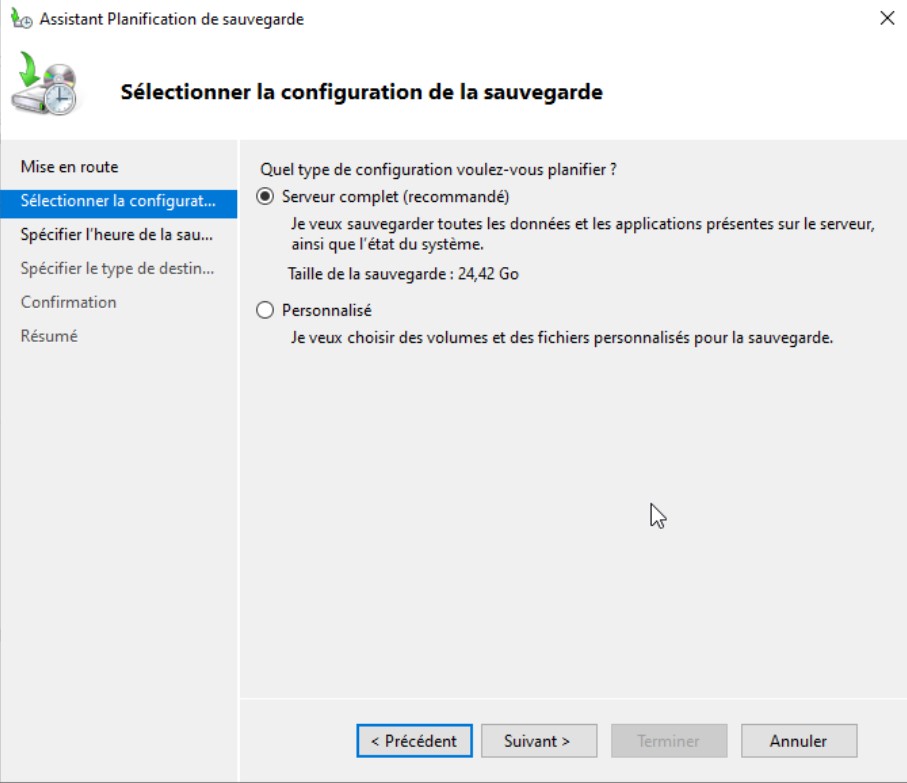 Assistant Planification de sauvegarde
Sélectionner la configuration de la sauvegarde
Mise en route
Sélectionner la configurat...
Spécifier l'heure de la sau...
Spécifier le type de destin...
Confirmation
Résumé
Quel type de configuration voulez-vous planifier ?
Serveur complet (recommandé)
Je veux sauvegarder toutes les données et les applications présentes sur le serveur,
ainsi que l'état du système.
Taille de la sauvegarde : 24,42 Go
Personnalisé
Je veux choisir des volumes et des fichiers personnalisés pour la sauvegarde.
< Précédent
Suivant >
Terminer
Annuler